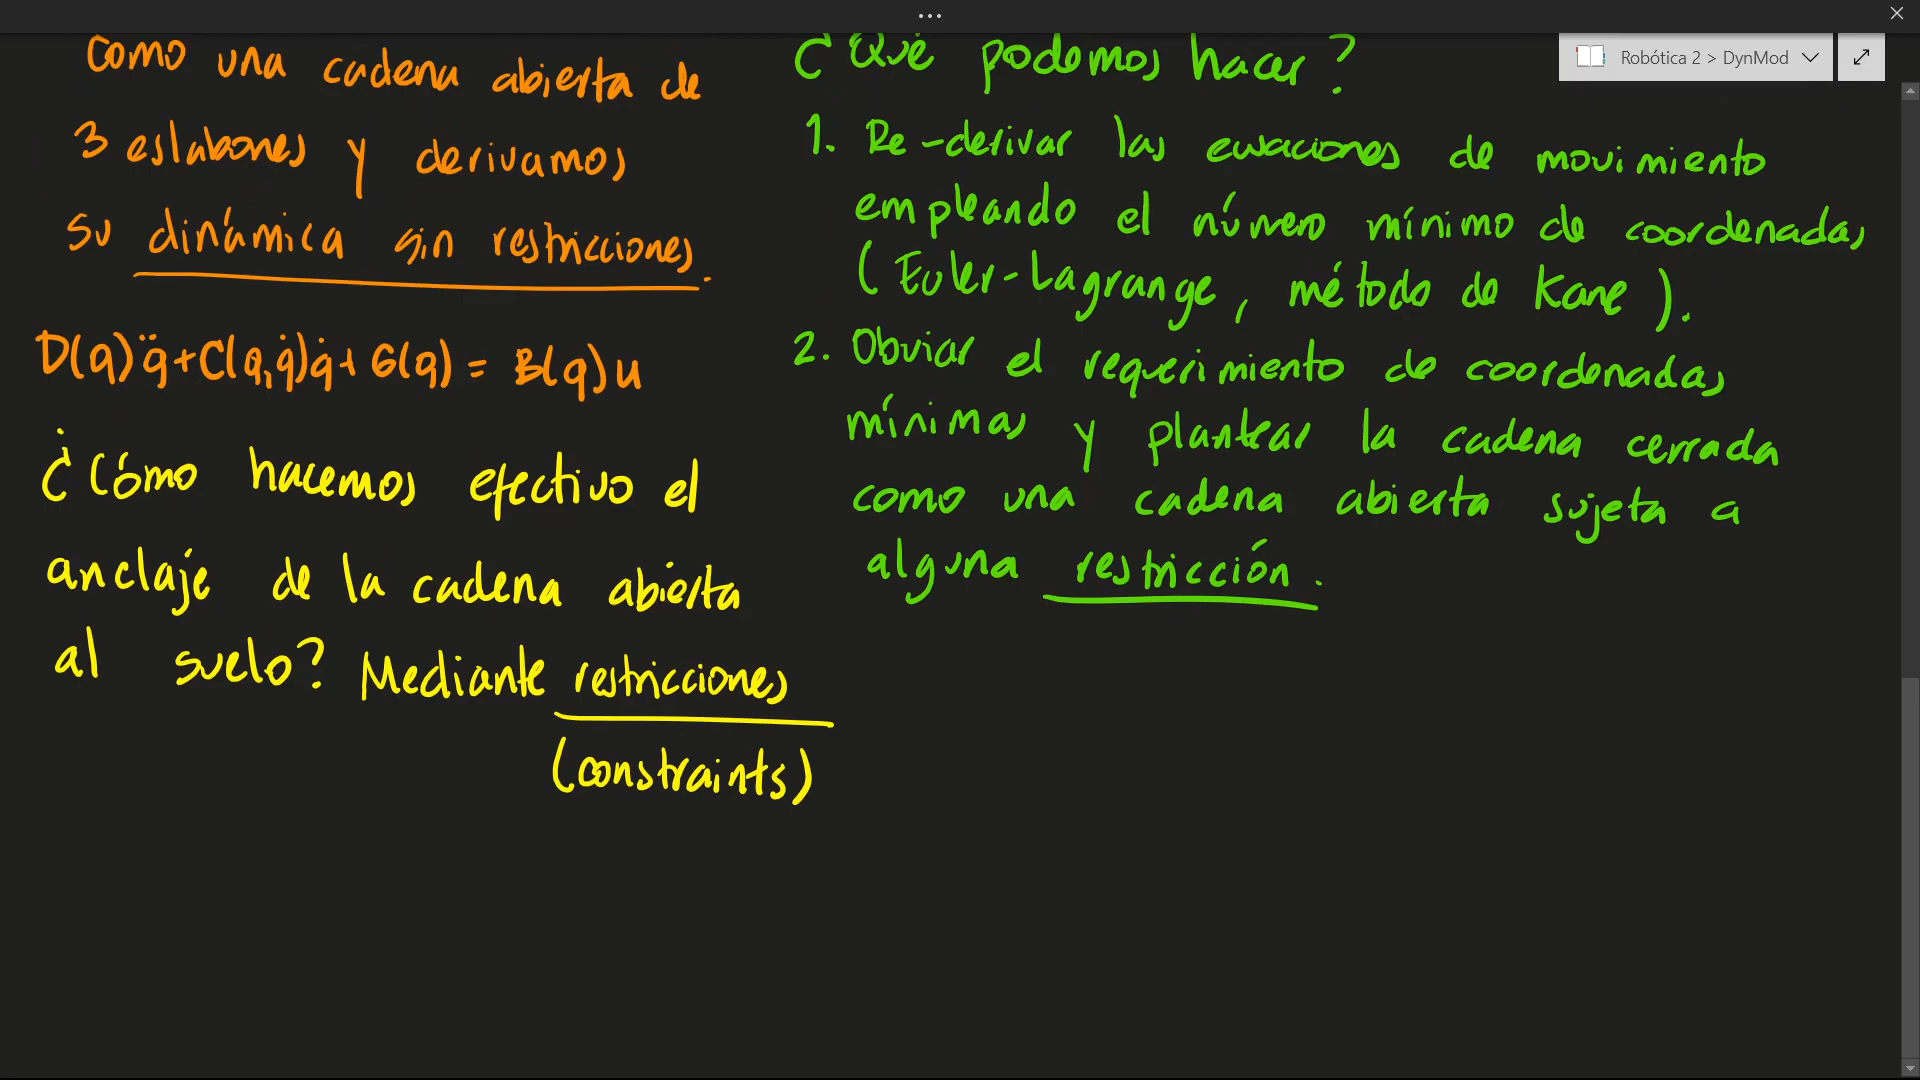 Robótica 2 > DynMod
Como una cadena abierta de
3 eslabones y derivamos
su dinámica sin restricciones.
D(q)q̈+C(q,q̇)q̇+G(q) = B(q)u
¿Cómo hacemos efectivo el
anclaje de la cadena abierta
al suelo? Mediante restricciones
(constraints)
¿Qué podemos hacer?
1. Re-derivar las ecuaciones de movimiento
empleando el número mínimo de coordenadas
(Euler-Lagrange, método de Kane).
2. Obviar el requerimiento de coordenadas
mínimas y plantear la cadena cerrada
como una cadena abierta sujeta a
alguna restricción.